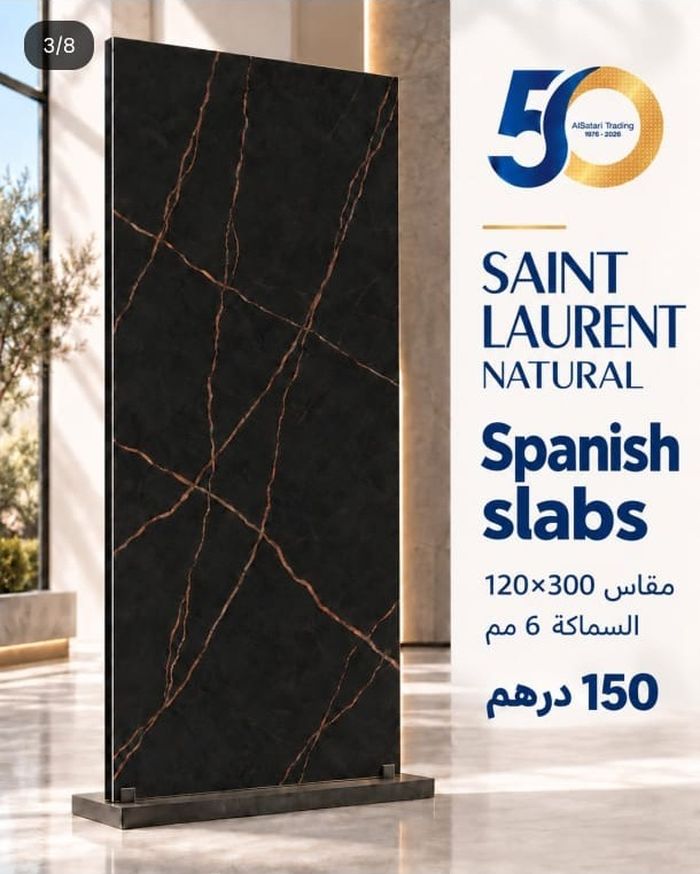 3/8
50
AlSatari Trading
1976 - 2026
SAINT
LAURENT
NATURAL
Spanish
slabs
مقاس 300×120
السماكة 6 مم
150 درهم